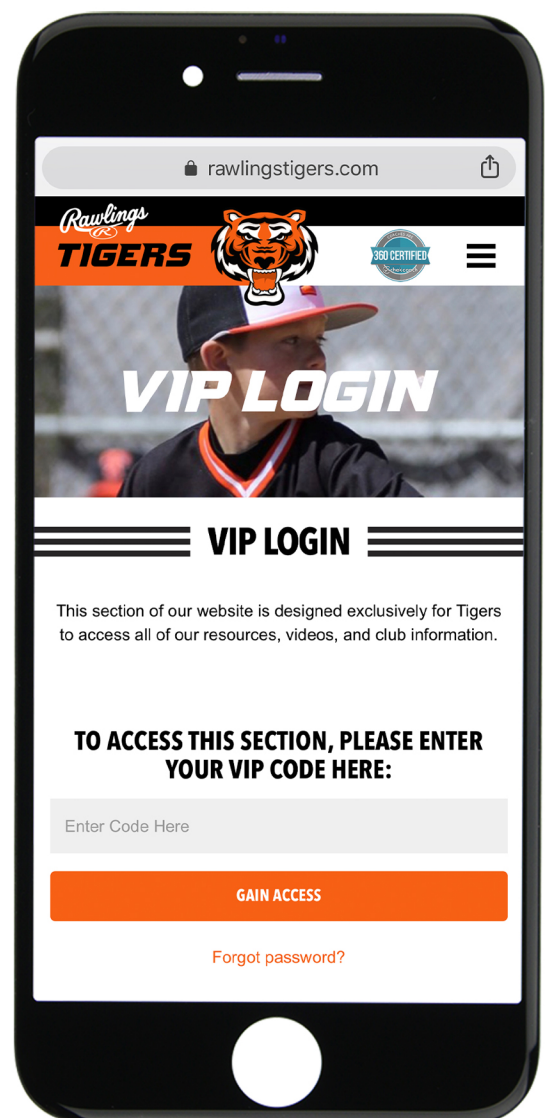 rawlingstigers.com
Rawlings
R
TIGERS
360 CERTIFIED
VIP LOGIN
VIP LOGIN
This section of our website is designed exclusively for Tigers
to access all of our resources, videos, and club information.
TO ACCESS THIS SECTION, PLEASE ENTER
YOUR VIP CODE HERE:
Enter Code Here
GAIN ACCESS
Forgot password?